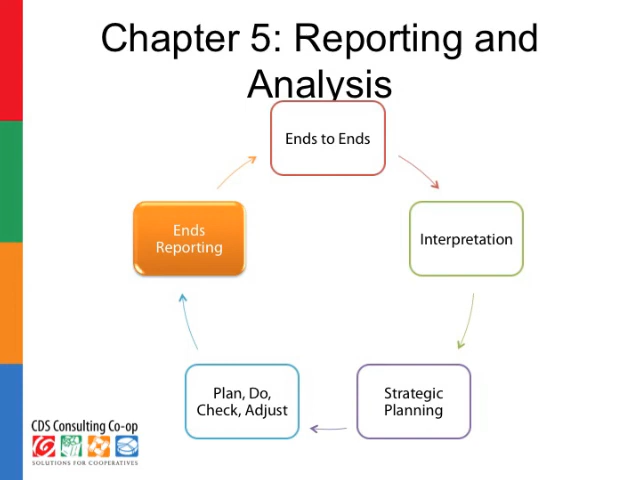 Chapter 5: Reporting and
Analysis
Ends to Ends
Ends
Reporting
Interpretation
Plan, Do,
Check, Adjust
Strategic
Planning
CDS Consulting Co-op
SOLUTIONS FOR COOPERATIVES